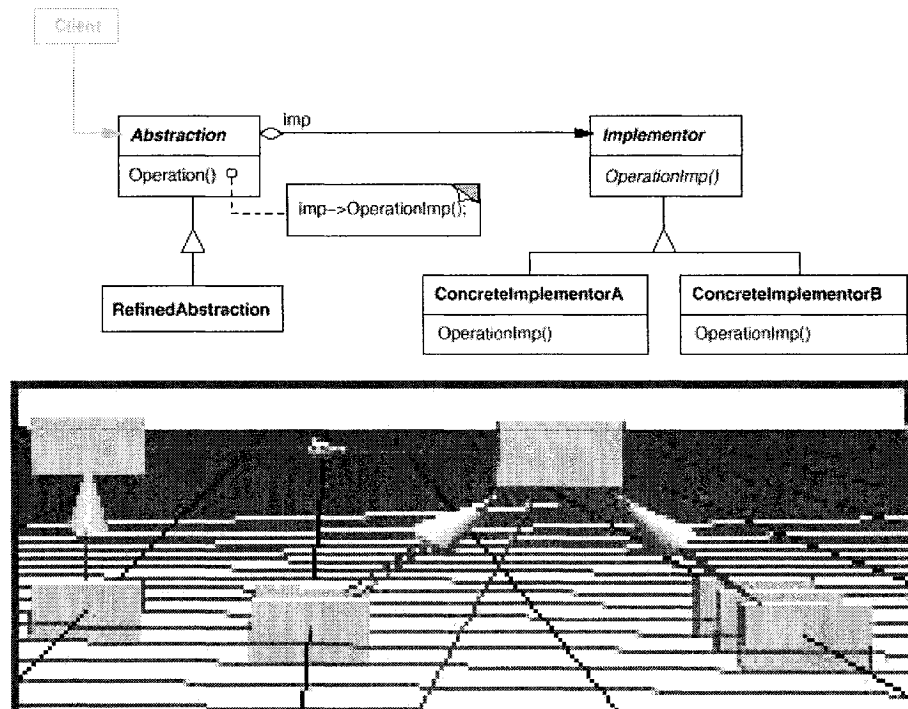 Client
imp
Abstraction
Implementor
Operation()
OperationImp()
imp->OperationImp();
RefinedAbstraction
ConcreteImplementorA
ConcreteImplementorB
OperationImp()
OperationImp()